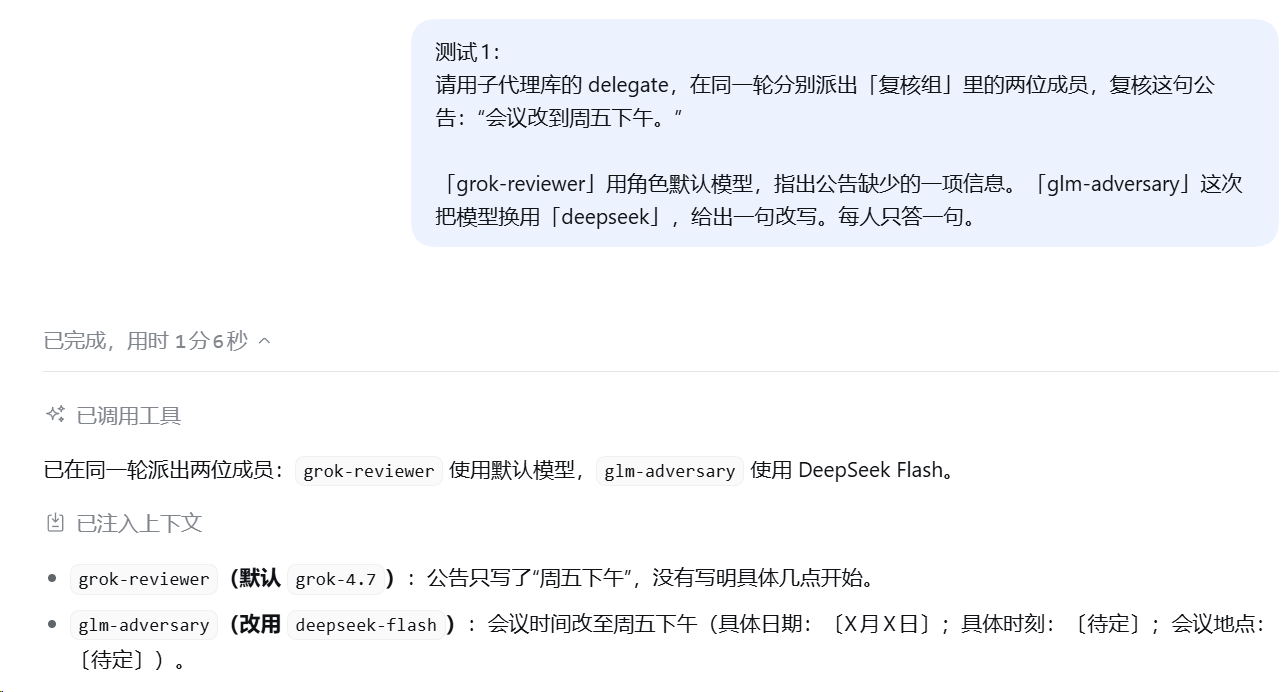 测试1：
请用子代理库的 delegate，在同一轮分别派出「复核组」里的两位成员，复核这句公
告：“会议改到周五下午。”
「grok-reviewer」用角色默认模型，指出公告缺少的一项信息。「glm-adversary」这次
把模型换用「deepseek」，给出一句改写。每人只答一句。
已完成，用时 1分6秒
已调用工具
已在同一轮派出两位成员：grok-reviewer 使用默认模型，glm-adversary 使用 DeepSeek Flash。
已注入上下文
grok-reviewer（默认 grok-4.7）：公告只写了“周五下午”，没有写明具体几点开始。
glm-adversary（改用 deepseek-flash）：会议时间改至周五下午（具体日期：〔X月X日〕；具体时刻：〔待定〕；会议地点：
〔待定〕）。